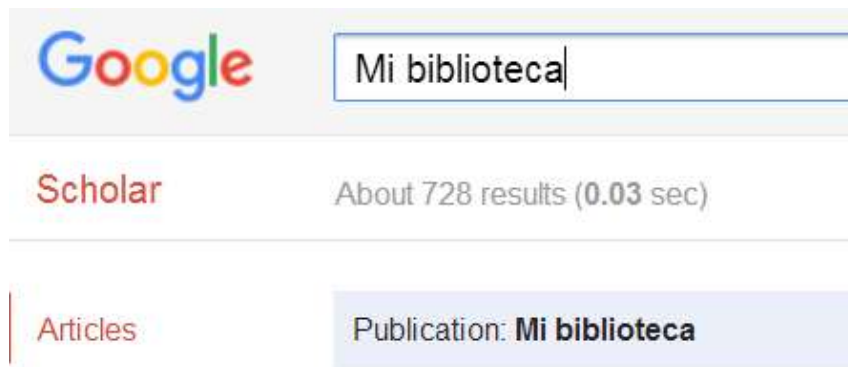 Google Mi biblioteca
Scholar About 728 results (0.03 sec)
Articles Publication: Mi biblioteca